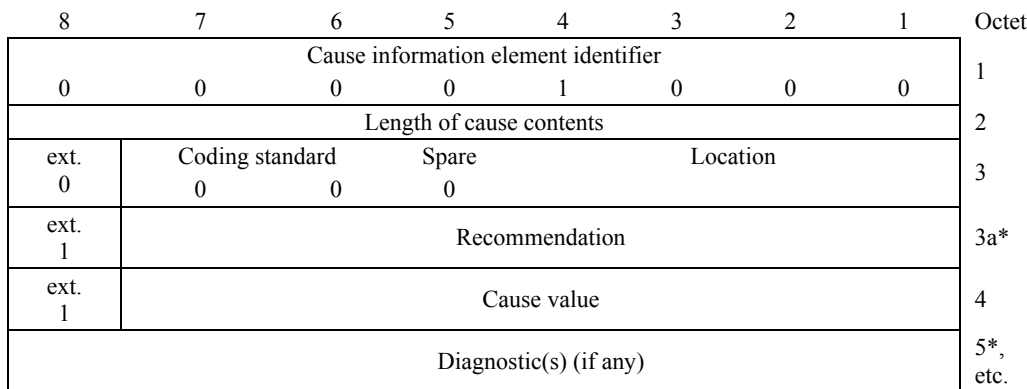 8 7 6 5 4 3 2 1 Octet
Cause information element identifier
0 0 0 0 1 0 0 0 1
Length of cause contents 2
ext. Coding standard Spare Location
0 0 0 0 3
ext.
1 Recommendation 3a*
ext.
1 Cause value 4
Diagnostic(s) (if any) 5*,
etc.